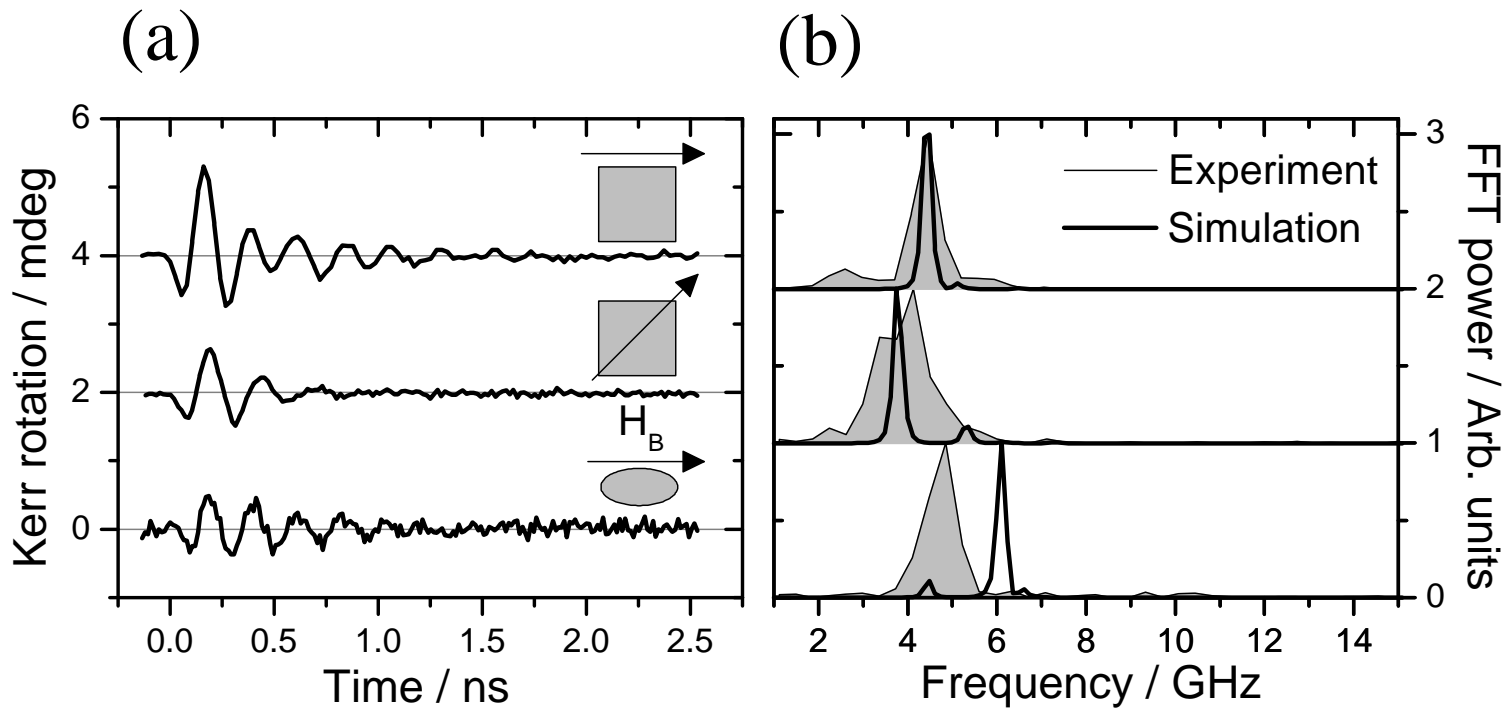 (a)
6
4
2
0
Kerr rotation / mdeg
H_B
0.0 0.5 1.0 1.5 2.0 2.5
Time / ns
(b)
Experiment
Simulation
3
2
1
0
FFT power / Arb. units
2 4 6 8 10 12 14
Frequency / GHz